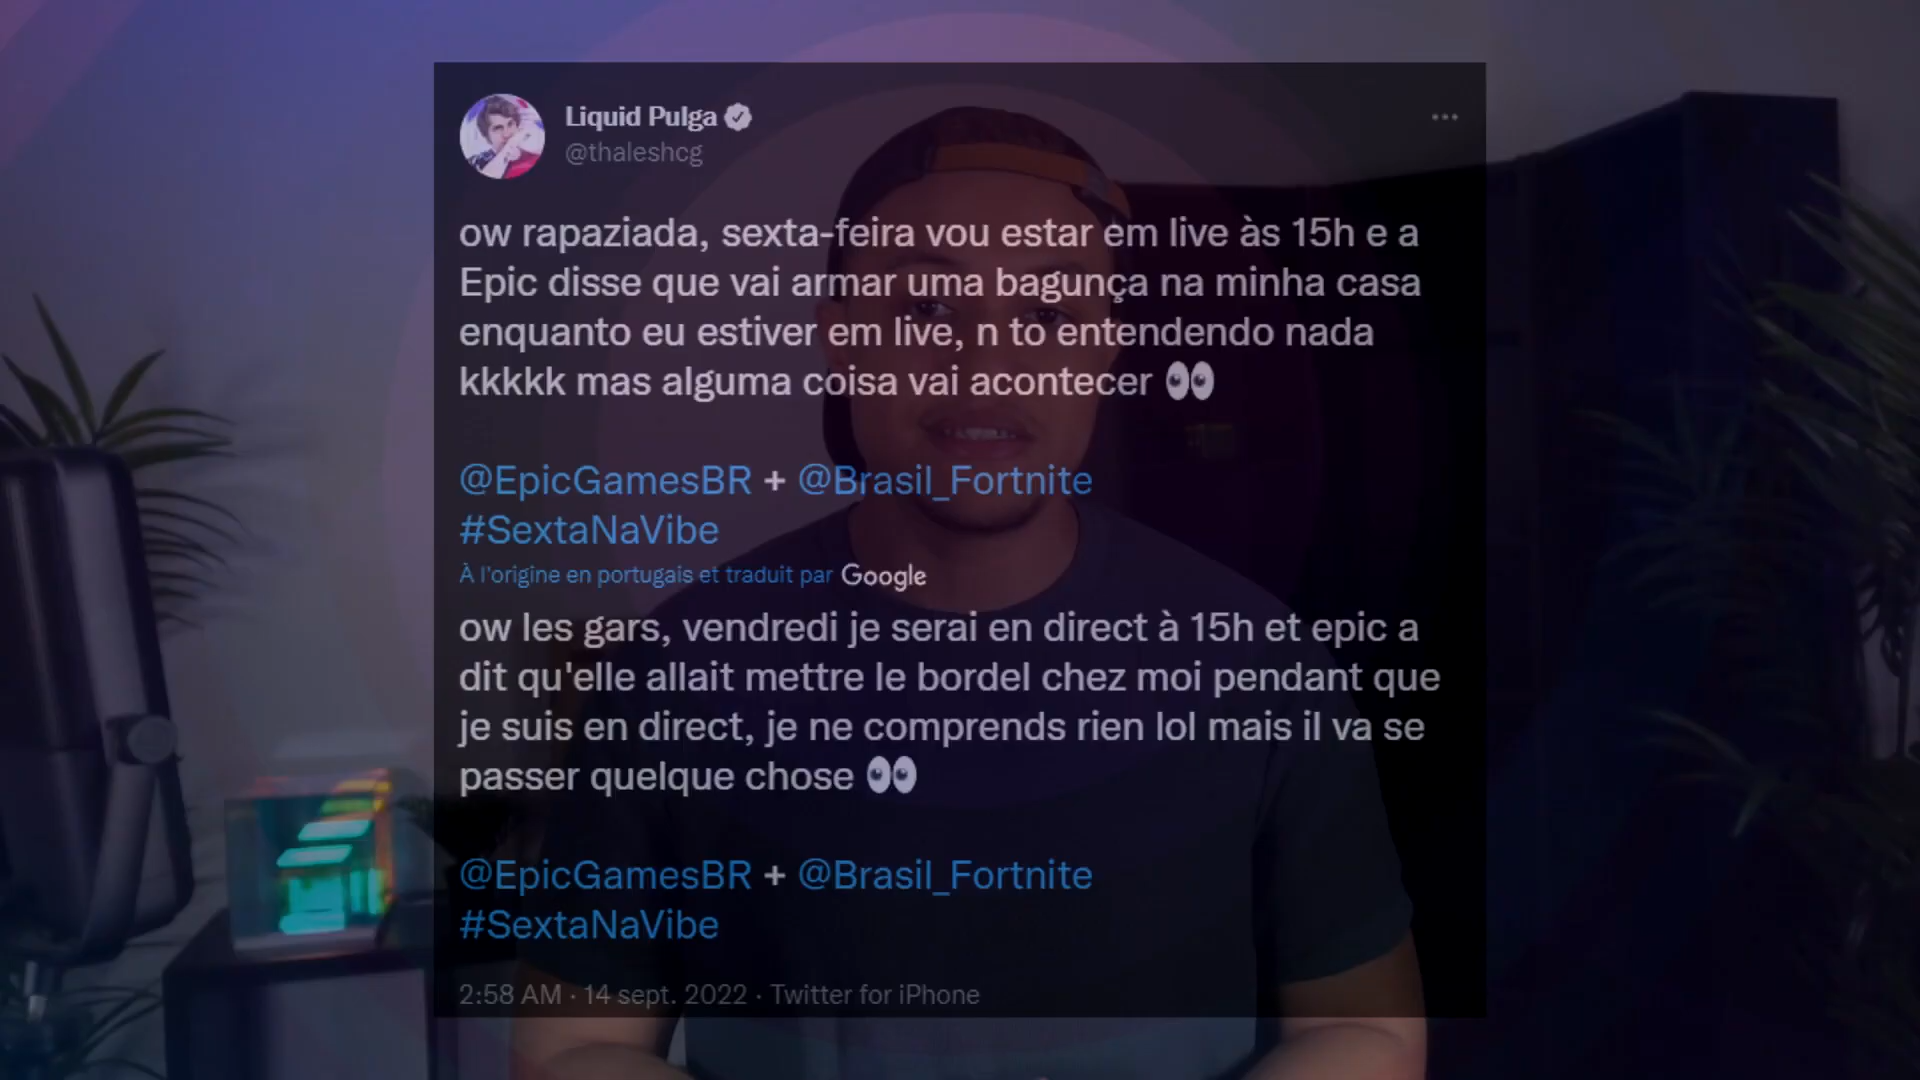 Liquid Pulga
@thaleshcg
ow rapaziada, sexta-feira vou estar em live às 15h e a
Epic disse que vai armar uma bagunça na minha casa
enquanto eu estiver em live, n to entendendo nada
kkkkk mas alguma coisa vai acontecer 👀
@EpicGamesBR + @Brasil_Fortnite
#SextaNaVibe
À l'origine en portugais et traduit par Google
ow les gars, vendredi je serai en direct à 15h et epic a
dit qu'elle allait mettre le bordel chez moi pendant que
je suis en direct, je ne comprends rien lol mais il va se
passer quelque chose 👀
@EpicGamesBR + @Brasil_Fortnite
#SextaNaVibe
2:58 AM · 14 sept. 2022 · Twitter for iPhone